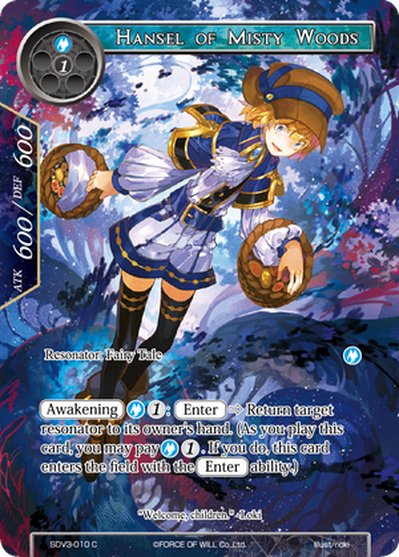 Hansel of Misty Woods
1
ATK 600 / DEF 600
Resonator: Fairy Tale
Awakening 1 : Enter ⇨ Return target
resonator to its owner's hand. (As you play this
card, you may pay 1 . If you do, this card
enters the field with the Enter ability.)
"Welcome, children." -Loki
SDV3-010 C
©FORCE OF WILL Co.,Ltd.
Illust/noki